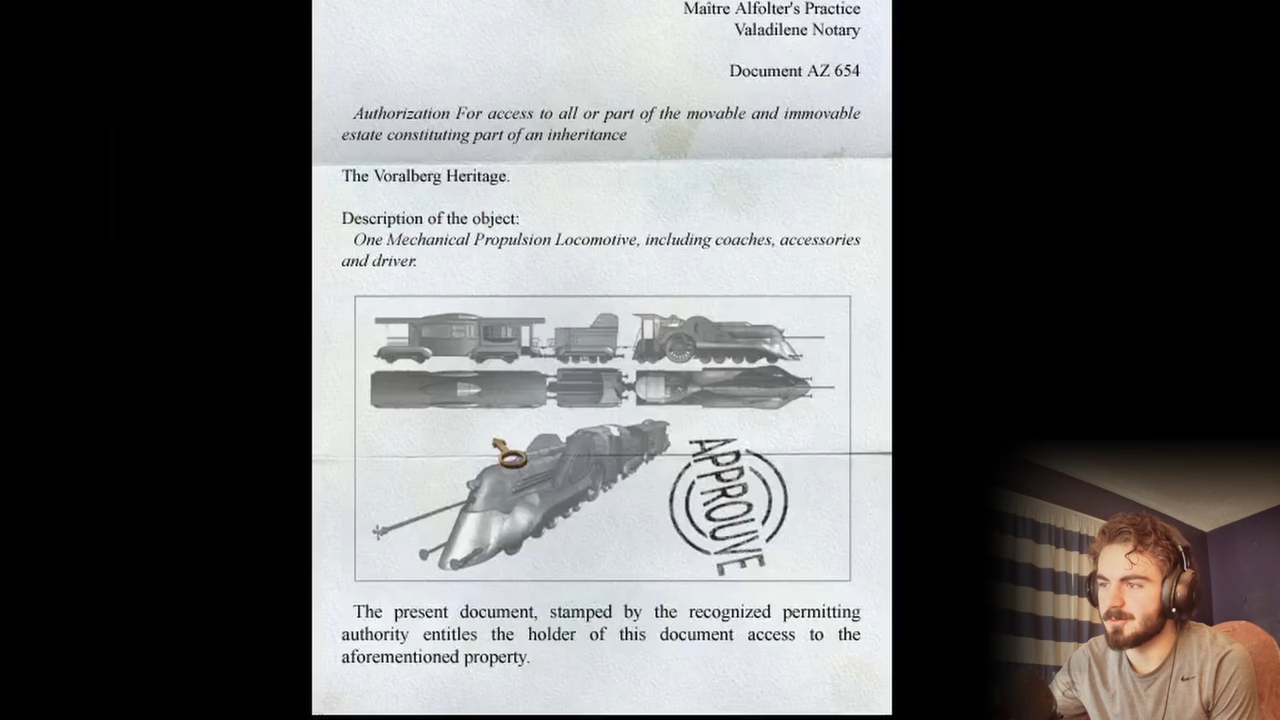 Maître Alfolter's Practice
Valadilene Notary
Document AZ 654
Authorization For access to all or part of the movable and immovable
estate constituting part of an inheritance
The Voralberg Heritage.
Description of the object:
One Mechanical Propulsion Locomotive, including coaches, accessories
and driver.
APPROUVE
The present document, stamped by the recognized permitting
authority entitles the holder of this document access to the
aforementioned property.